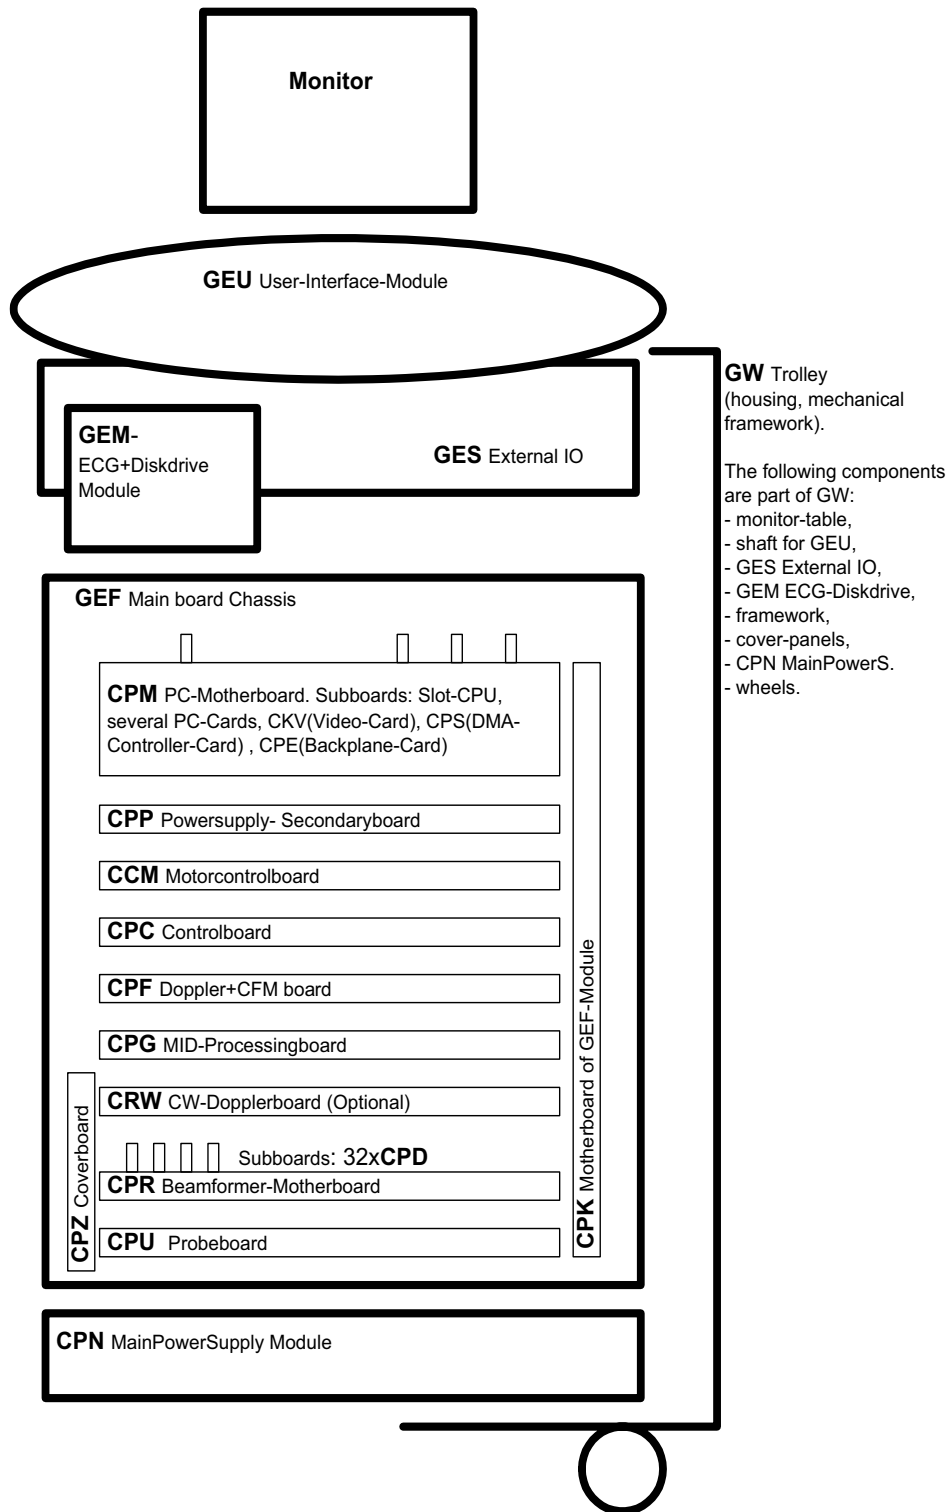 Monitor
GEU User-Interface-Module
GW Trolley
(housing, mechanical
framework).
The following components
are part of GW:
- monitor-table,
- shaft for GEU,
- GES External IO,
- GEM ECG-Diskdrive,
- framework,
- cover-panels,
- CPN MainPowerS.
- wheels.
GEM-
ECG+Diskdrive
Module
GES External IO
GEF Main board Chassis
CPM PC-Motherboard. Subboards: Slot-CPU,
several PC-Cards, CKV(Video-Card), CPS(DMA-
Controller-Card) , CPE(Backplane-Card)
CPP Powersupply- Secondaryboard
CCM Motorcontrolboard
CPC Controlboard
CPF Doppler+CFM board
CPG MID-Processingboard
CRW CW-Dopplerboard (Optional)
Subboards: 32xCPD
CPR Beamformer-Motherboard
CPU Probeboard
CPZ Coverboard
CPK Motherboard of GEF-Module
CPN MainPowerSupply Module